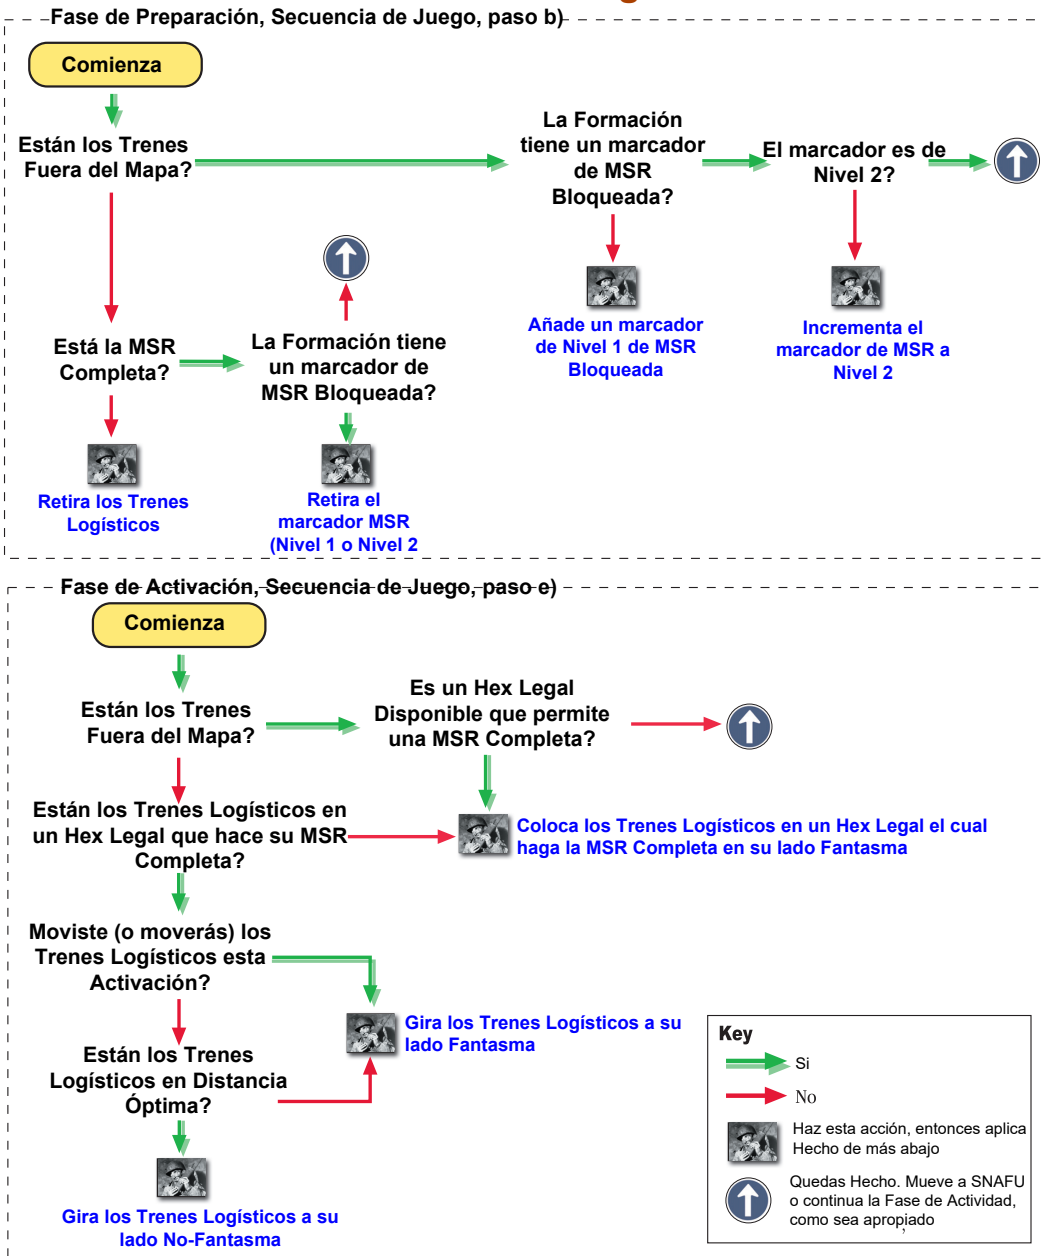 Fase de Preparación, Secuencia de Juego, paso b)
Comienza
Están los Trenes
Fuera del Mapa?
La Formación
tiene un marcador
de MSR
Bloqueada?
El marcador es de
Nivel 2?
Añade un marcador
de Nivel 1 de MSR
Bloqueada
Incrementa el
marcador de MSR a
Nivel 2
Está la MSR
Completa?
La Formación tiene
un marcador de
MSR Bloqueada?
Retira los Trenes
Logísticos
Retira el
marcador MSR
(Nivel 1 o Nivel 2
Fase de Activación, Secuencia de Juego, paso e)
Comienza
Están los Trenes
Fuera del Mapa?
Es un Hex Legal
Disponible que permite
una MSR Completa?
Están los Trenes Logísticos en
un Hex Legal que hace su MSR
Completa?
Coloca los Trenes Logísticos en un Hex Legal el cual
haga la MSR Completa en su lado Fantasma
Moviste (o moverás) los
Trenes Logísticos esta
Activación?
Gira los Trenes Logísticos a su
lado Fantasma
Están los Trenes
Logísticos en Distancia
Óptima?
Gira los Trenes Logísticos a su
lado No-Fantasma
Key
Si
No
Haz esta acción, entonces aplica
Hecho de más abajo
Quedas Hecho. Mueve a SNAFU
o continua la Fase de Actividad,
como sea apropiado